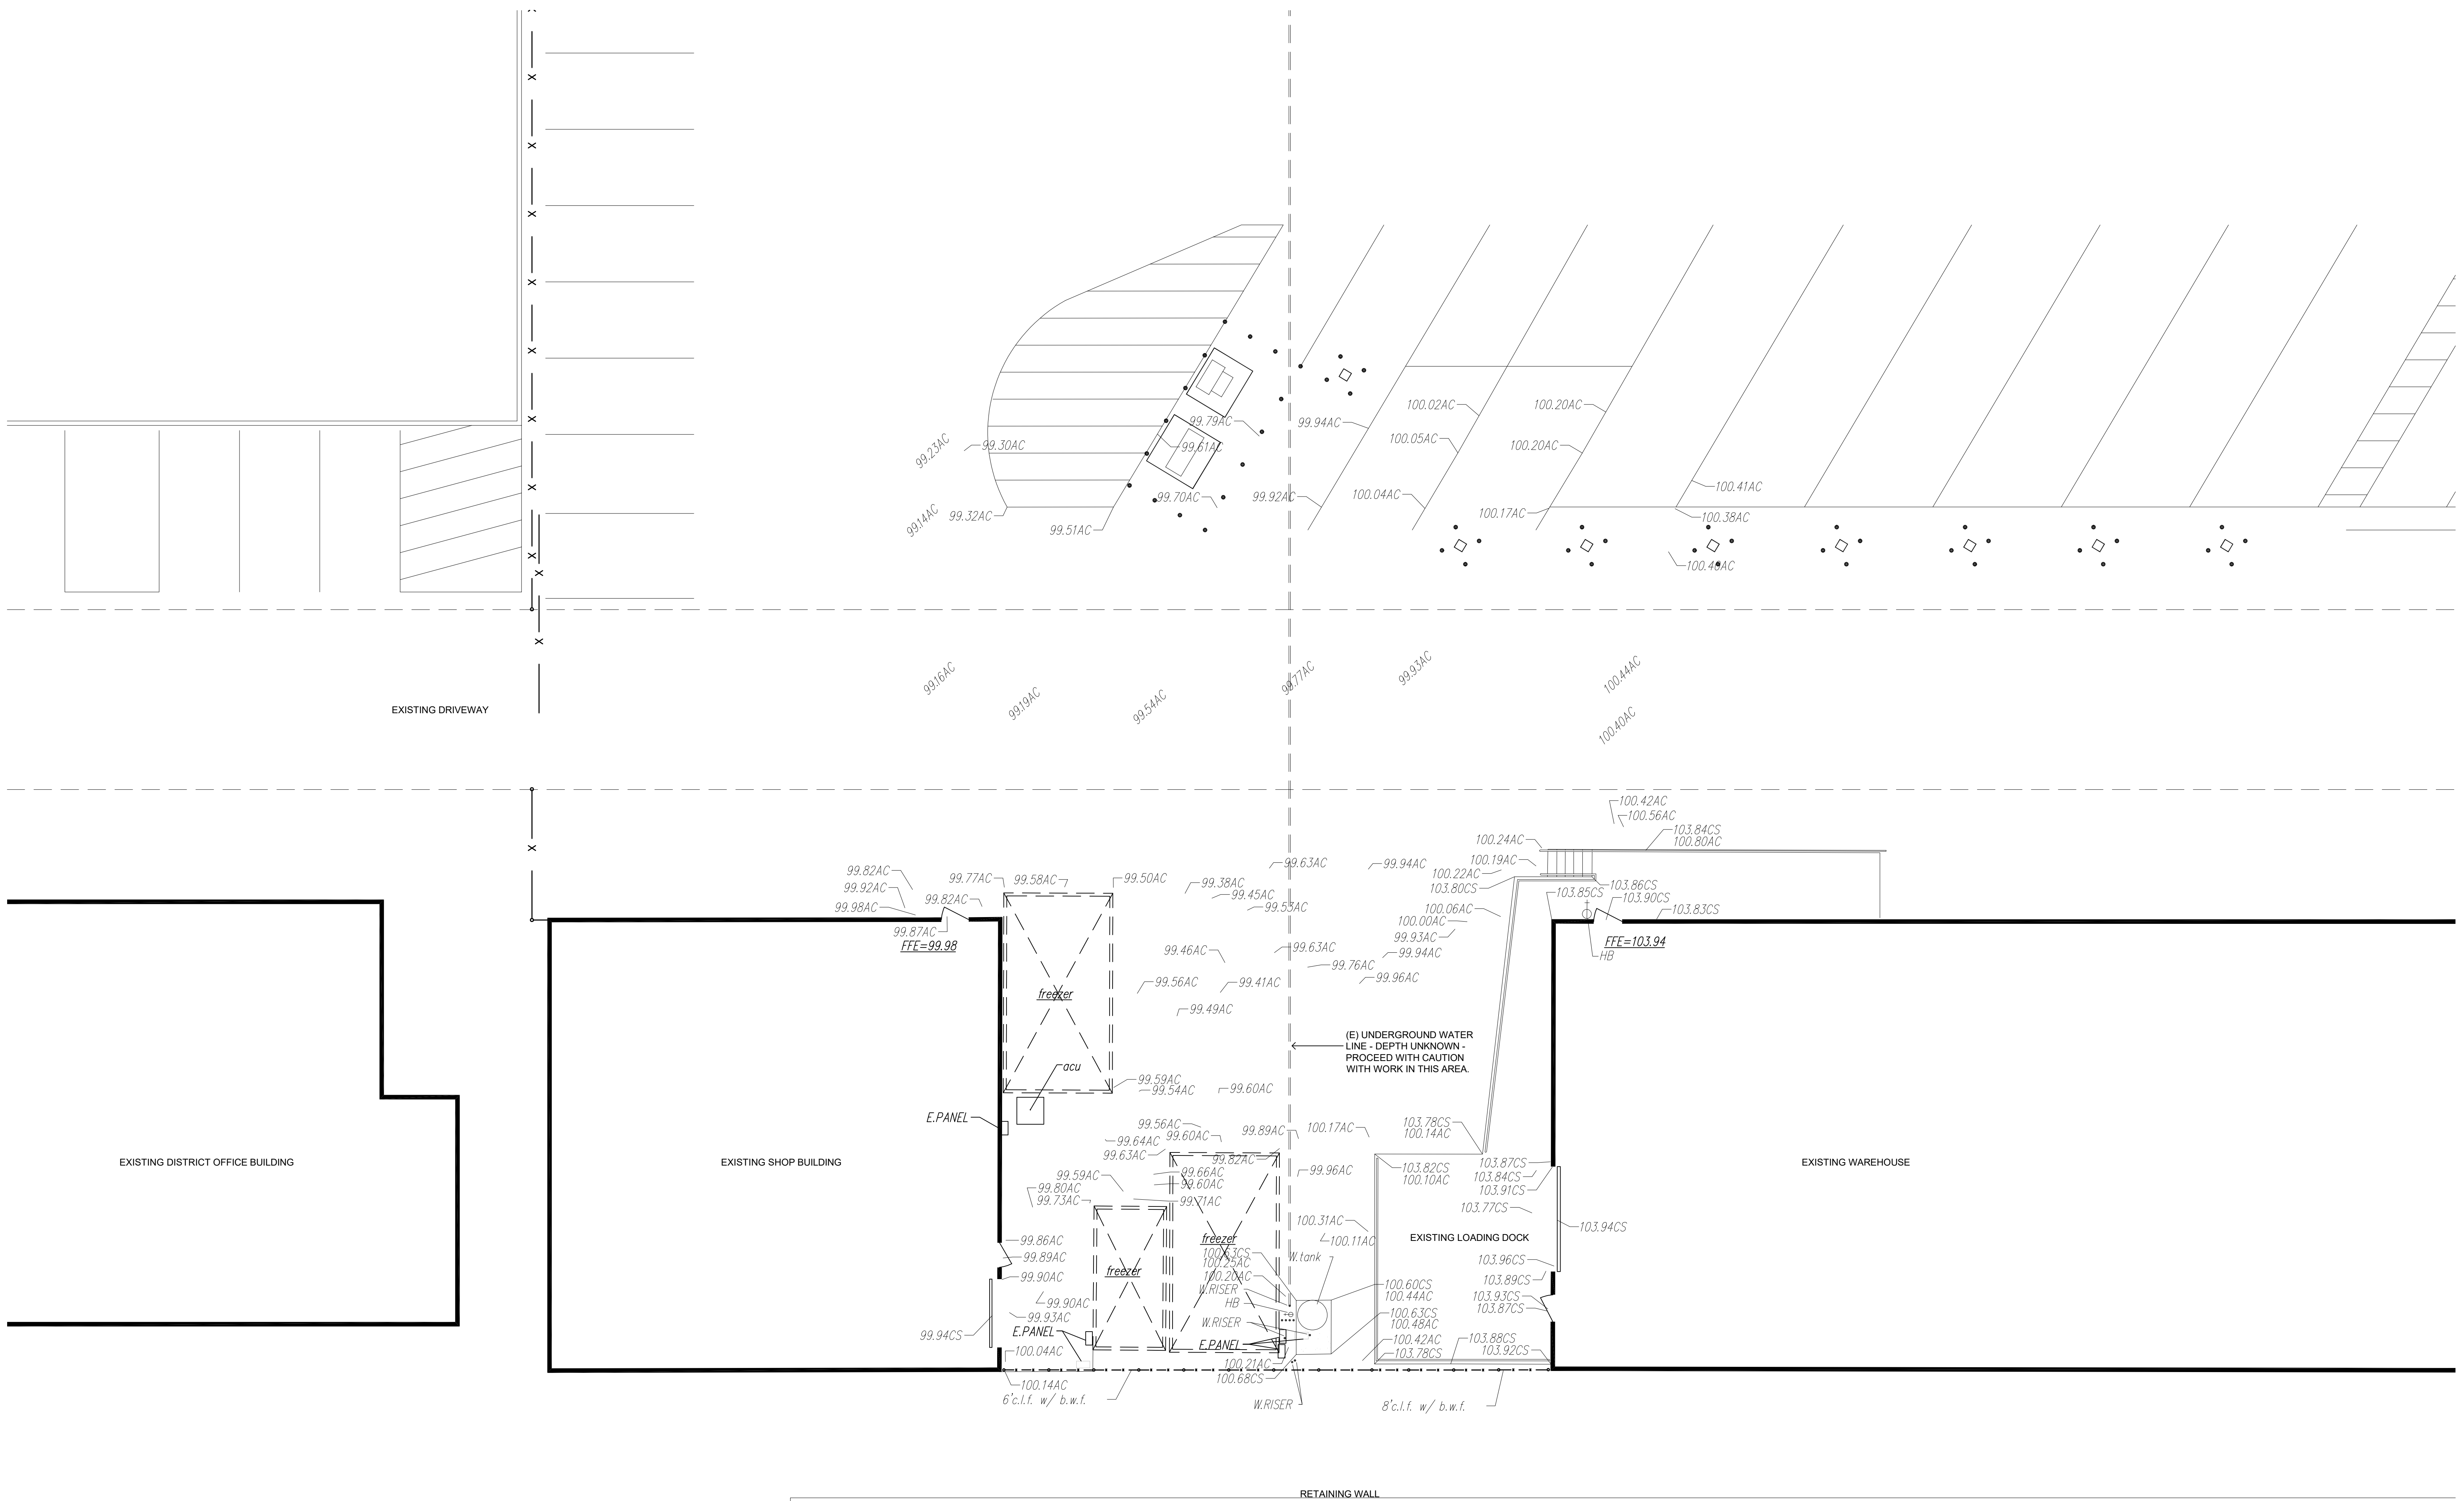 99.79AC
99.94AC
100.02AC
100.20AC
99.23AC
99.30AC
99.61AC
100.05AC
100.20AC
99.14AC
99.32AC
99.70AC
99.92AC
100.04AC
100.41AC
99.51AC
100.17AC
100.38AC
100.40AC
99.16AC
99.19AC
99.54AC
99.77AC
99.93AC
100.44AC
100.40AC
EXISTING DRIVEWAY
100.42AC
100.56AC
103.84CS
100.80AC
100.24AC
99.82AC
99.77AC
99.58AC
99.50AC
99.38AC
99.63AC
99.94AC
100.19AC
100.22AC
99.92AC
99.82AC
99.45AC
103.80CS
103.85CS
103.86CS
103.90CS
99.98AC
99.53AC
100.06AC
103.83CS
99.87AC
100.00AC
FFE=99.98
99.93AC
FFE=103.94
99.46AC
99.63AC
99.94AC
HB
99.76AC
99.56AC
99.41AC
99.96AC
freezer
99.49AC
(E) UNDERGROUND WATER
LINE - DEPTH UNKNOWN -
PROCEED WITH CAUTION
WITH WORK IN THIS AREA.
acu
99.59AC
99.54AC
99.60AC
E.PANEL
99.56AC
99.89AC
100.17AC
103.78CS
100.14AC
99.64AC
99.60AC
99.63AC
99.82AC
EXISTING DISTRICT OFFICE BUILDING
EXISTING SHOP BUILDING
EXISTING WAREHOUSE
103.87CS
99.59AC
99.66AC
99.96AC
103.82CS
100.10AC
103.84CS
99.80AC
99.60AC
103.91CS
99.73AC
99.71AC
103.77CS
100.31AC
103.94CS
99.86AC
freezer
100.11AC
EXISTING LOADING DOCK
99.89AC
100.63CS
100.25AC
W.tank
103.96CS
99.90AC
freezer
100.20AC
103.89CS
W.RISER
100.60CS
100.44AC
103.93CS
99.90AC
HB
103.87CS
99.93AC
W.RISER
100.63CS
100.48AC
99.94CS
E.PANEL
E.PANEL
100.42AC
103.88CS
100.04AC
103.78CS
103.92CS
100.21AC
100.14AC
100.68CS
6'c.l.f. w/ b.w.f.
W.RISER
8'c.l.f. w/ b.w.f.
RETAINING WALL